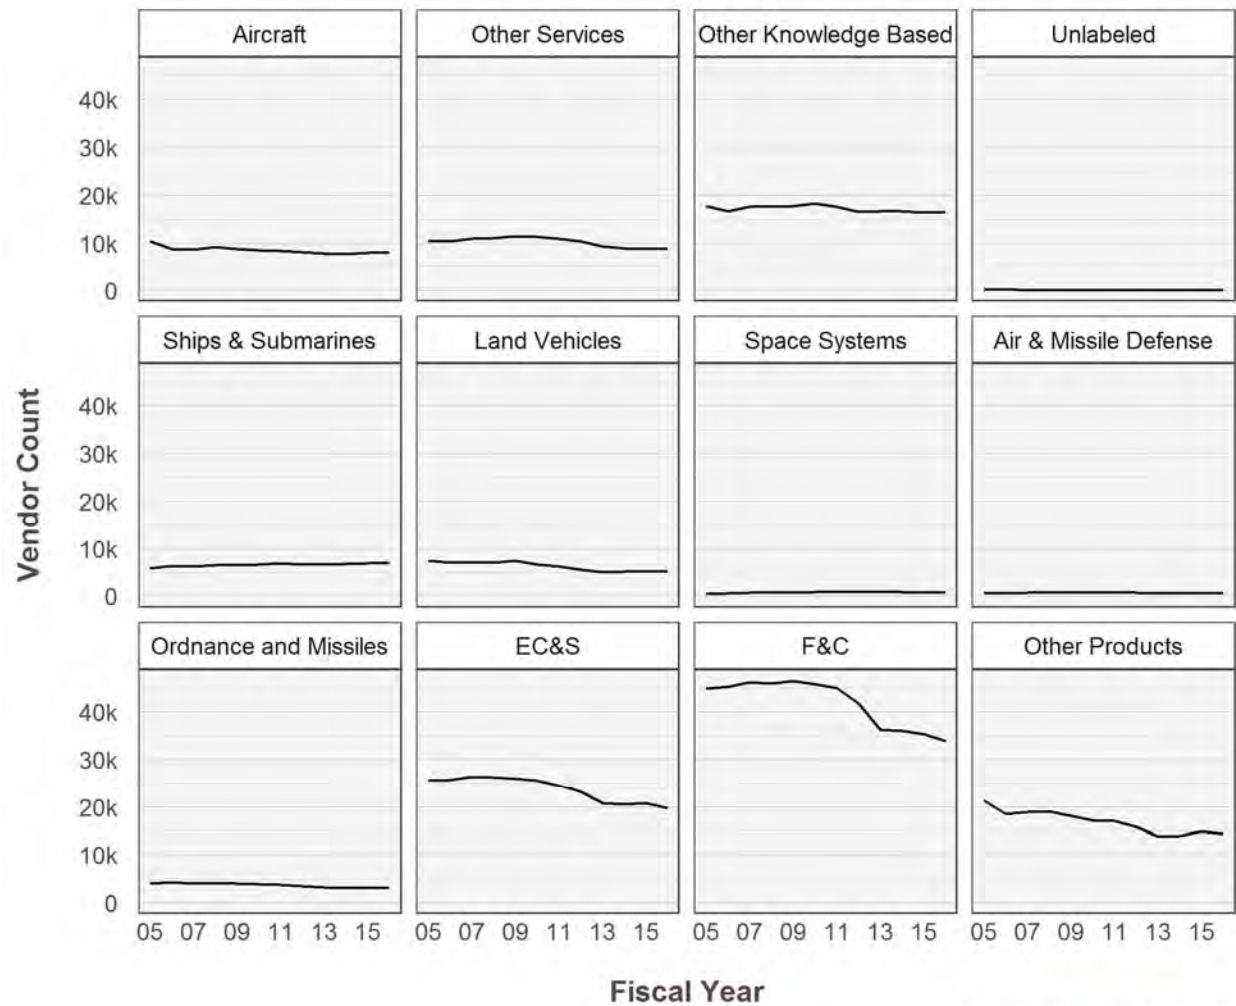 Aircraft Other Services Other Knowledge Based Unlabeled
40k
30k
20k
10k
0
Ships & Submarines Land Vehicles Space Systems Air & Missile Defense
40k
30k
20k
10k
0
Vendor Count
Ordnance and Missiles EC&S F&C Other Products
40k
30k
20k
10k
0
05 07 09 11 13 15 05 07 09 11 13 15 05 07 09 11 13 15 05 07 09 11 13 15
Fiscal Year